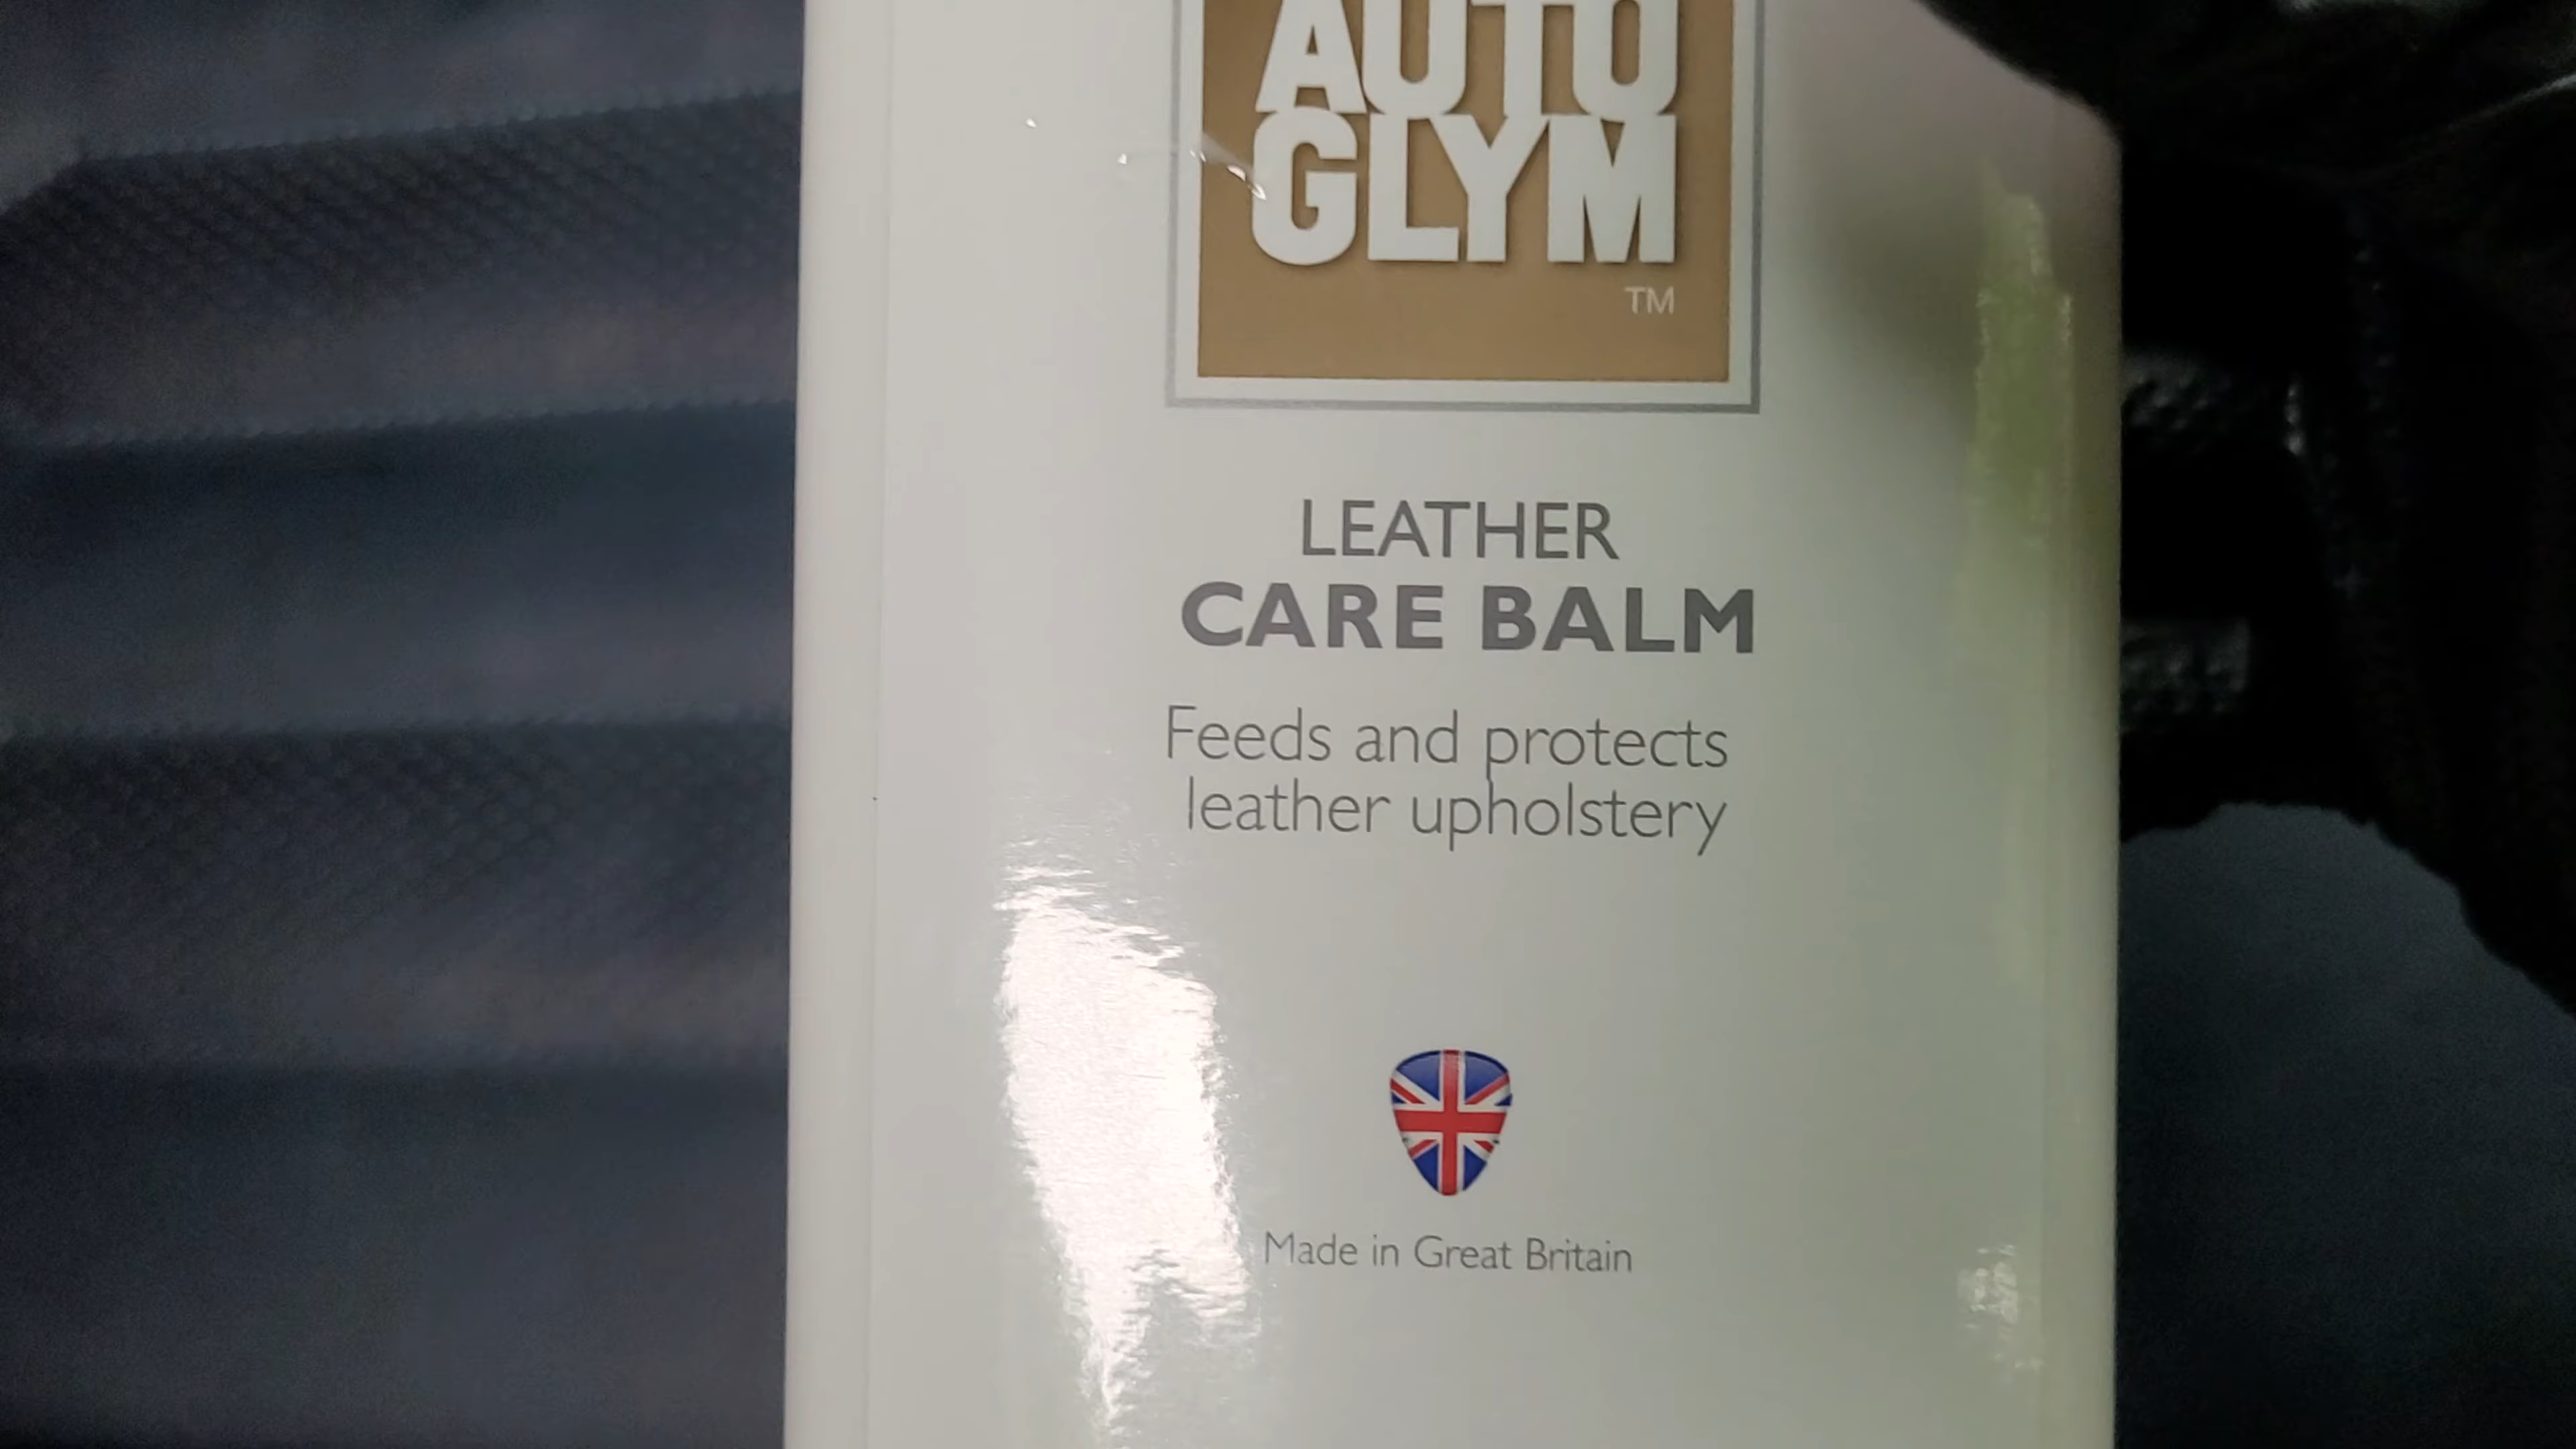 AUTO
GLYM
TM
LEATHER
CARE BALM
Feeds and protects
leather upholstery
Made in Great Britain